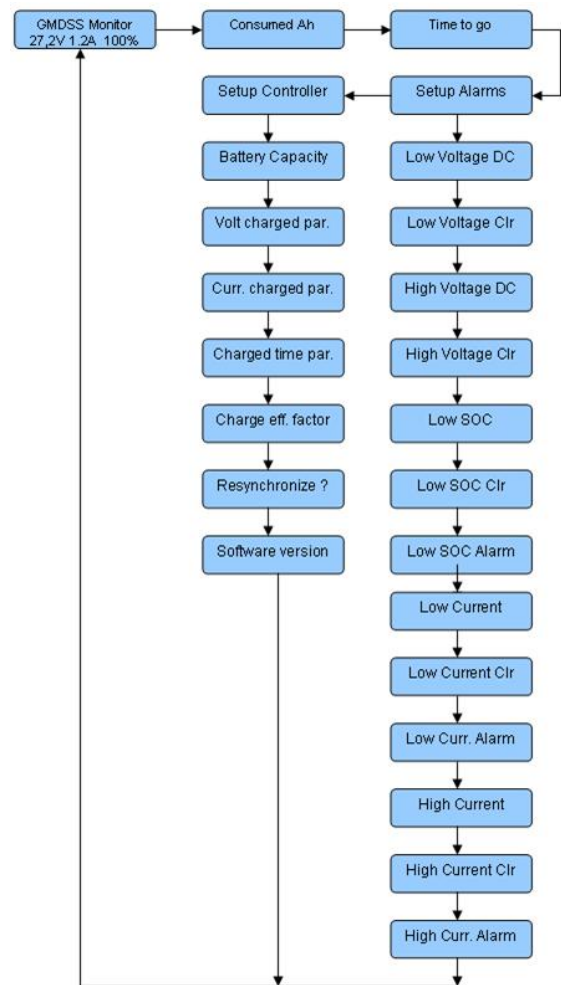 GMDSS Monitor
27,2V 1.2A 100%
Consumed Ah
Time to go
Setup Controller
Setup Alarms
Battery Capacity
Low Voltage DC
Volt charged par.
Low Voltage Clr
Curr. charged par.
High Voltage DC
Charged time par.
High Voltage Clr
Charge eff. factor
Low SOC
Resynchronize ?
Low SOC Clr
Software version
Low SOC Alarm
Low Current
Low Current Clr
Low Curr. Alarm
High Current
High Current Clr
High Curr. Alarm